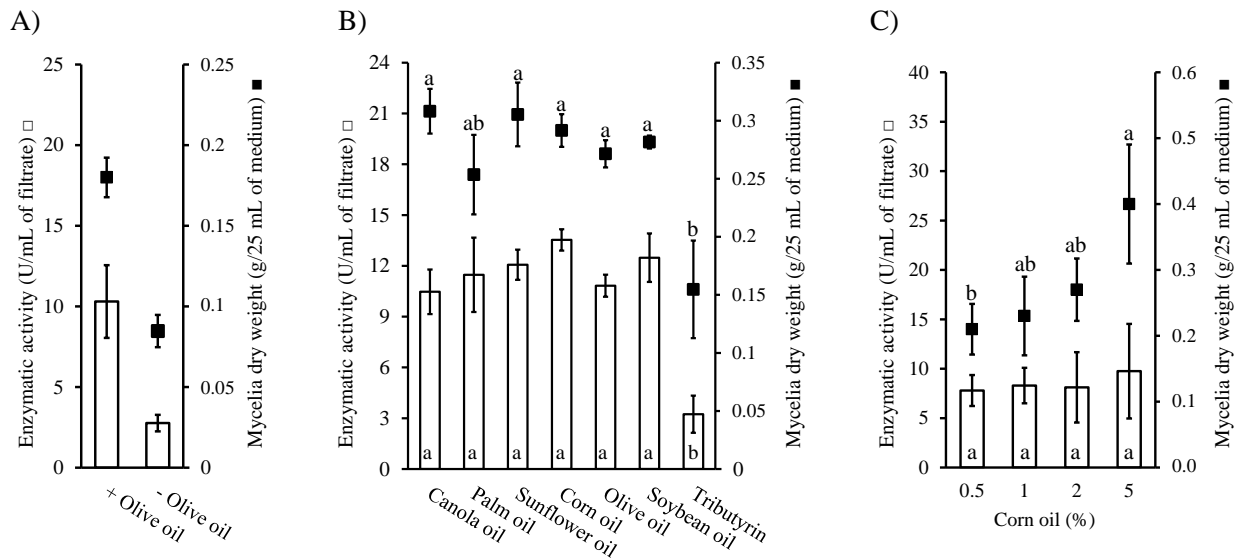 A)
Enzymatic activity (U/mL of filtrate) □
25
20
15
10
5
0
0.25
0.2
0.15
0.1
0.05
0
Mycelia dry weight (g/25 mL of medium) ■
+ Olive oil
- Olive oil
B)
Enzymatic activity (U/mL of filtrate) □
24
21
18
15
12
9
6
3
0
a
ab
a
a
a
a
b
a
a
a
a
a
a
b
0.35
0.3
0.25
0.2
0.15
0.1
0.05
0
Mycelia dry weight (g/25 mL of medium) ■
Canola oil
Palm oil
Sunflower oil
Corn oil
Olive oil
Soybean oil
Tributyrin
C)
Enzymatic activity (U/mL of filtrate) □
40
35
30
25
20
15
10
5
0
b
ab
ab
a
a
a
a
a
0.6
0.5
0.4
0.3
0.2
0.1
0.0
Mycelia dry weight (g/25 mL of medium) ■
0.5 1 2 5
Corn oil (%)